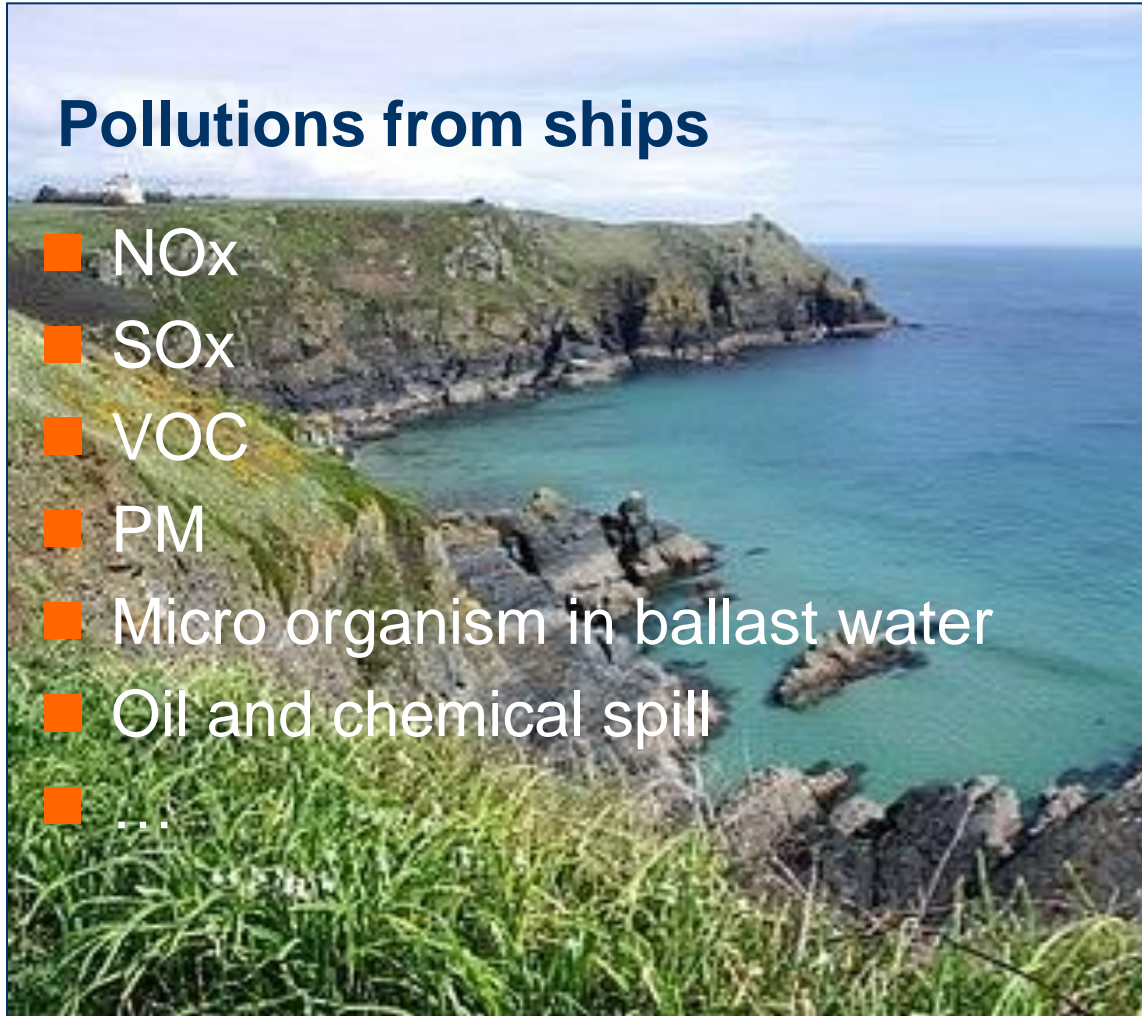 Pollutions from ships
NOx
SOx
VOC
PM
Micro organism in ballast water
Oil and chemical spill
…